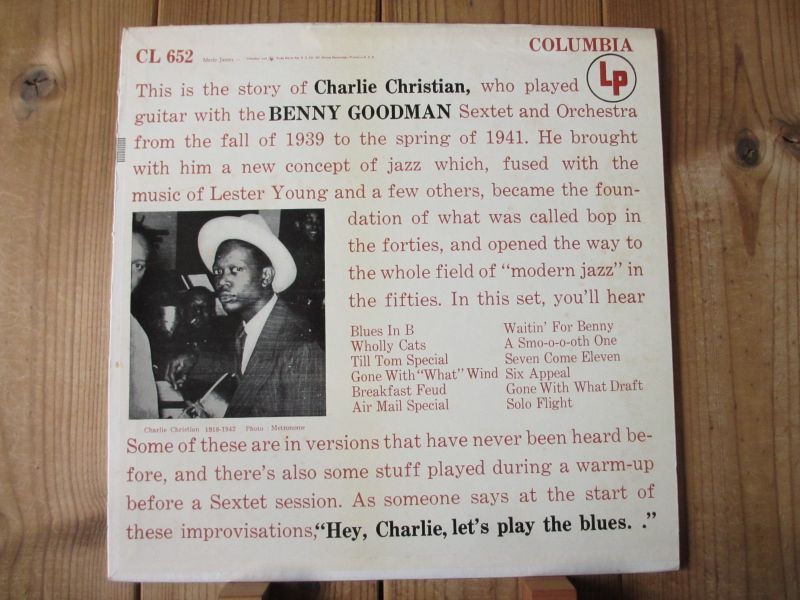 CL 652
COLUMBIA
Lp
This is the story of Charlie Christian, who played
guitar with the BENNY GOODMAN Sextet and Orchestra
from the fall of 1939 to the spring of 1941. He brought
with him a new concept of jazz which, fused with the
music of Lester Young and a few others, became the foun-
dation of what was called bop in
the forties, and opened the way to
the whole field of "modern jazz" in
the fifties. In this set, you'll hear
Blues In B
Wholly Cats
Till Tom Special
Gone With "What" Wind
Breakfast Feud
Air Mail Special
Waitin' For Benny
A Smo-o-o-oth One
Seven Come Eleven
Six Appeal
Gone With What Draft
Solo Flight
Charlie Christian 1918-1942 Photo : Metronome
Some of these are in versions that have never been heard be-
fore, and there's also some stuff played during a warm-up
before a Sextet session. As someone says at the start of
these improvisations, "Hey, Charlie, let's play the blues. ."